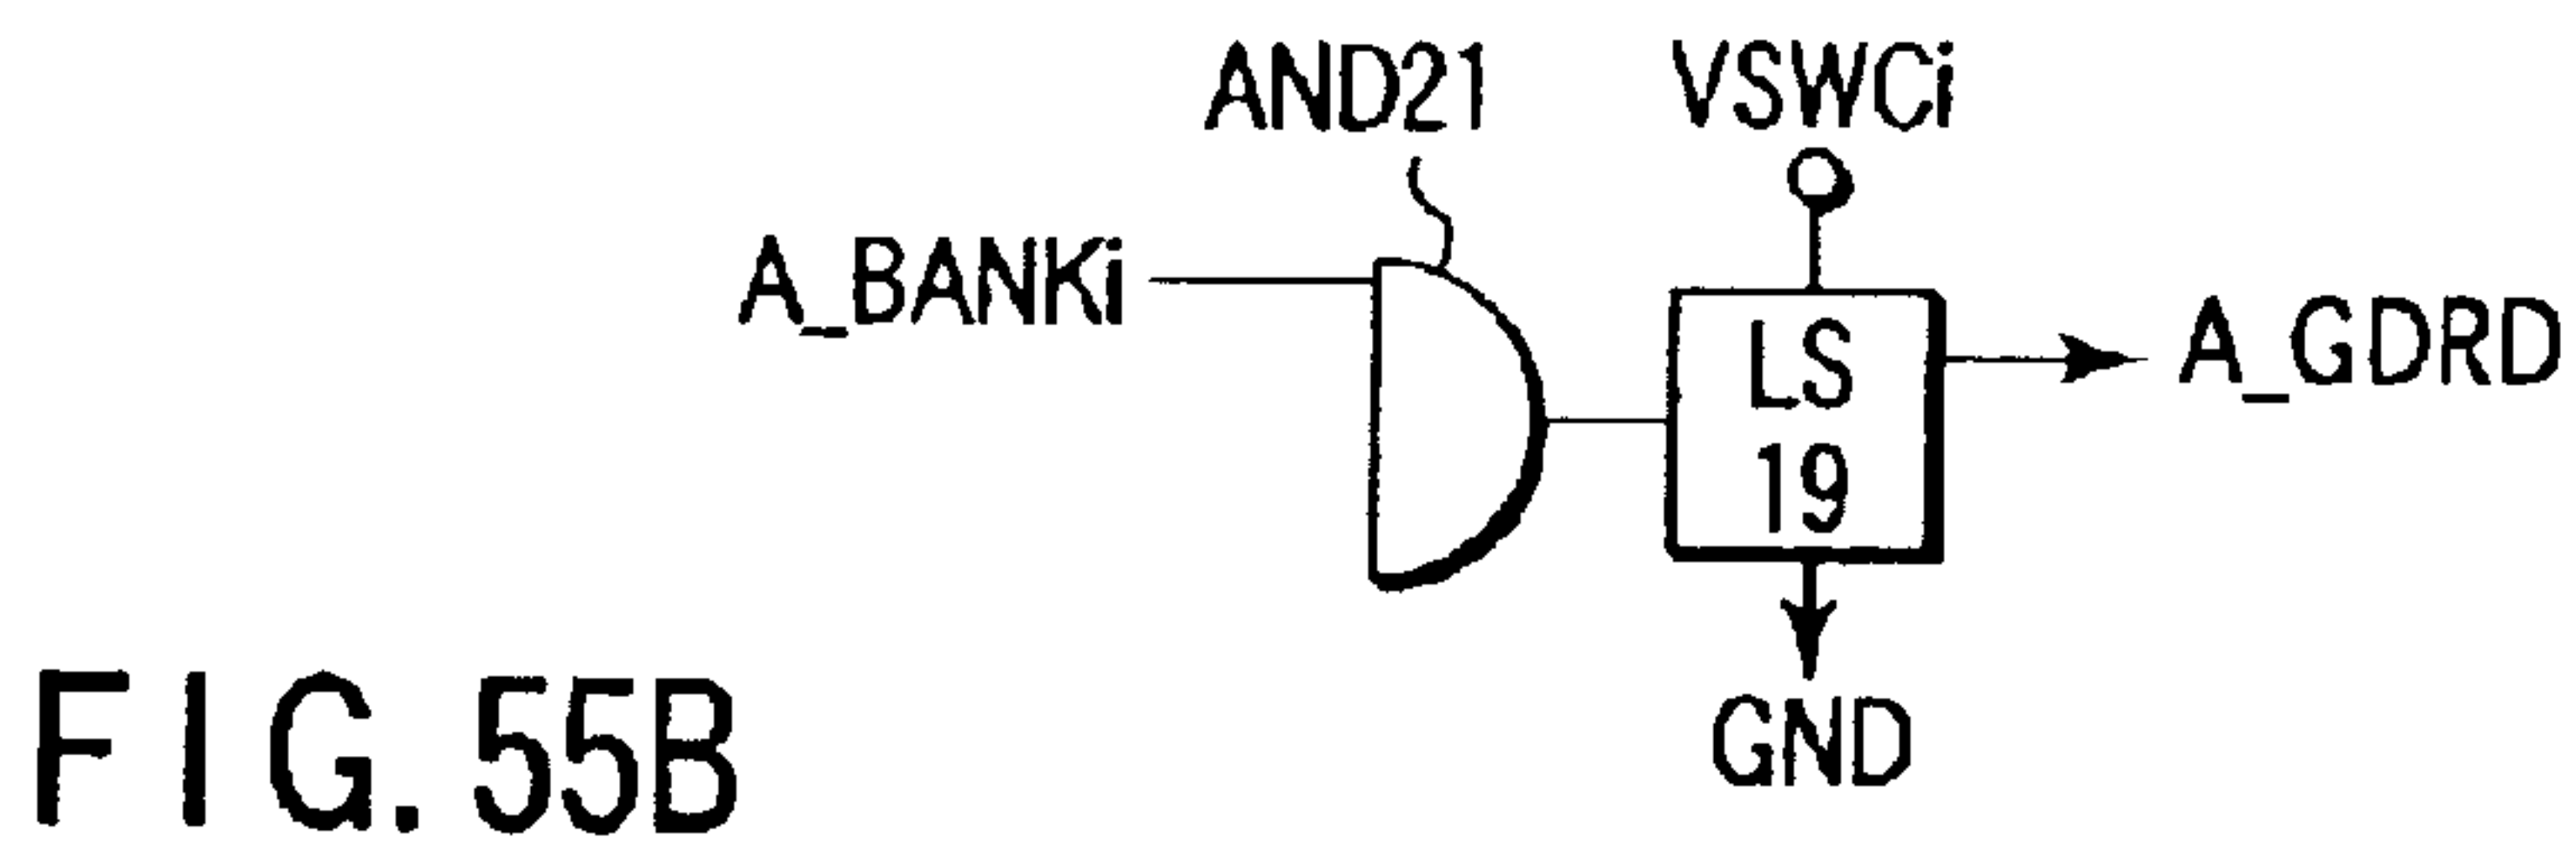 AND21 VSWCi
A_BANKi
LS
19
A_GDRD
GND
FIG. 55B